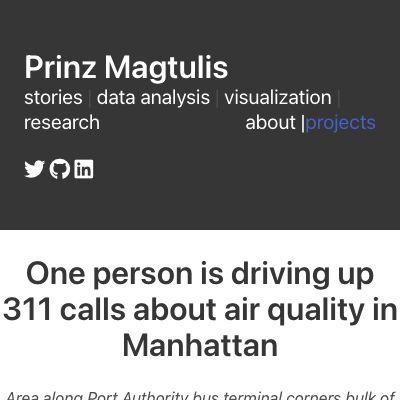 Prinz Magtulis
stories | data analysis | visualization |
research about |projects
One person is driving up
311 calls about air quality in
Manhattan
Area along Port Authority bus terminal corners bulk of